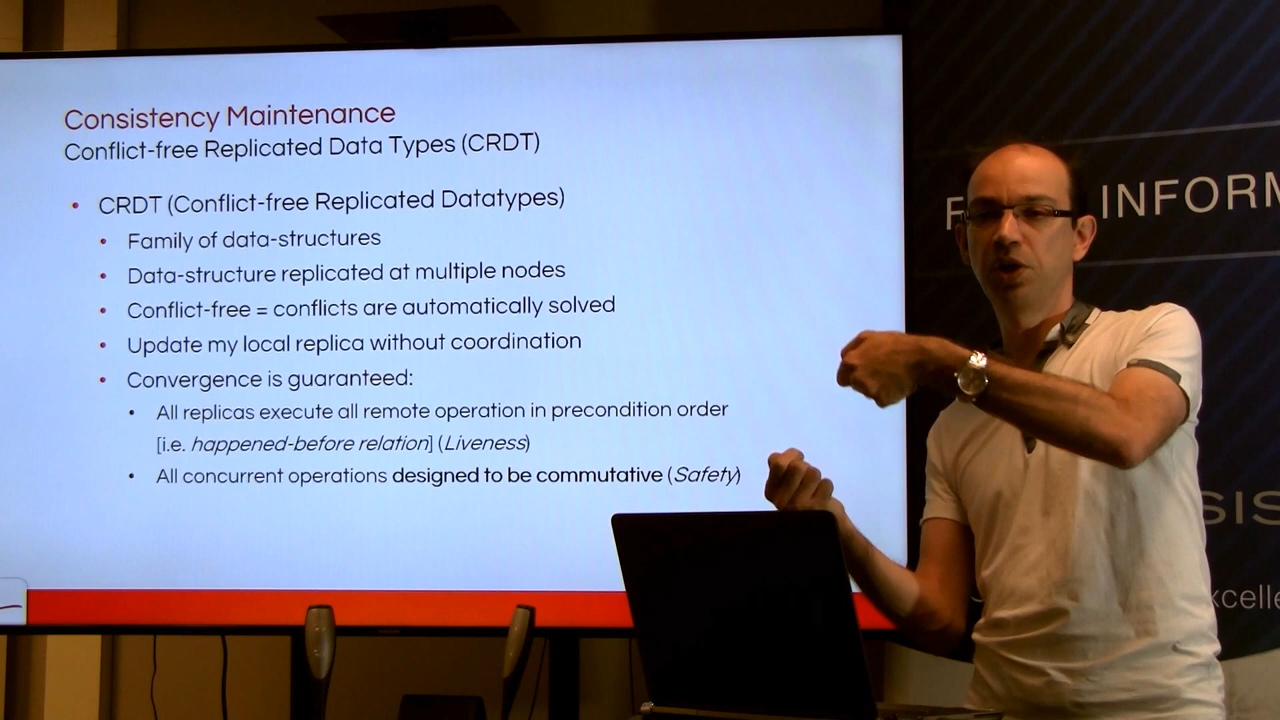 Consistency Maintenance
Conflict-free Replicated Data Types (CRDT)
• CRDT (Conflict-free Replicated Datatypes)
• Family of data-structures
• Data-structure replicated at multiple nodes
• Conflict-free = conflicts are automatically solved
• Update my local replica without coordination
• Convergence is guaranteed:
• All replicas execute all remote operation in precondition order
[i.e. happened-before relation] (Liveness)
• All concurrent operations designed to be commutative (Safety)